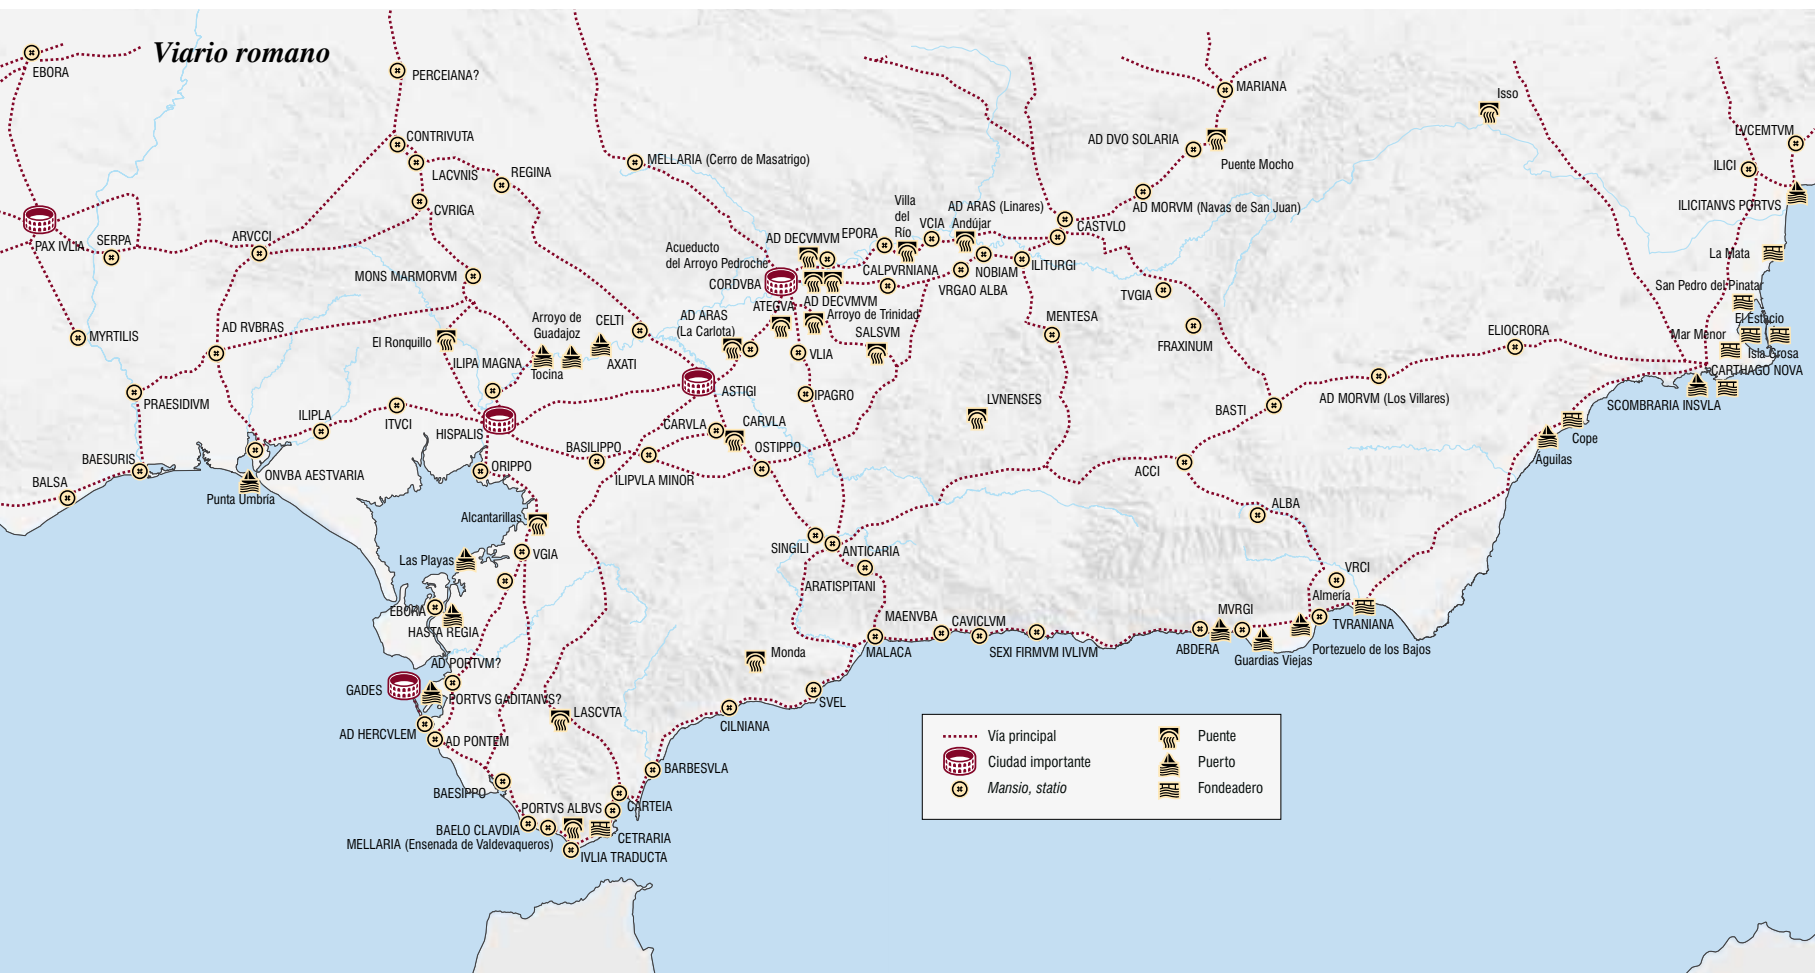 Viario romano
EBORA
PERCEIANA?
MARIANA
Isso
CONTRIVUTA
LVCEMTVM
AD DVO SOLARIA
MELLARIA (Cerro de Masatrigo)
Puente Mocho
ILICI
LACVNIS
REGINA
CVRIGA
Villa
del
Río
AD ARAS (Linares)
AD MORVM (Navas de San Juan)
ILICITANVS PORTVS
VCIA
Andújar
CASTVLO
PAX IVLIA
SERPA
ARVCCI
AD DECVMVM
EPORA
Acueducto
del Arroyo Pedroche
La Mata
ILITURGI
CALPVRNIANA
NOBIAM
MONS MARMORVM
CORDVBA
VRGAO ALBA
San Pedro del Pinatar
TVGIA
ATEGVA
AD DECVMVM
Arroyo de Trinidad
AD ARAS
(La Carlota)
Arroyo de
Guadajoz
CELTI
MENTESA
El Estacio
AD RVBRAS
SALSVM
ELIOCRORA
Mar Menor
MYRTILIS
El Ronquillo
FRAXINUM
VLIA
Isla Grosa
ILIPA MAGNA
Tocina
AXATI
CARTHAGO NOVA
ASTIGI
IPAGRO
AD MORVM (Los Villares)
PRAESIDIVM
SCOMBRARIA INSVLA
LVNENSES
BASTI
ILIPLA
ITVCI
HISPALIS
CARVLA
CARVLA
Cope
BASILIPPO
OSTIPPO
Aguilas
BAESURIS
ORIPPO
ACCI
ONVBA AESTVARIA
BALSA
ILIPVLA MINOR
Punta Umbría
ALBA
Alcantarillas
SINGILI
ANTICARIA
VGIA
Las Playas
VRCI
ARATISPITANI
Almería
EBORA
MAENVBA
MVRGI
HASTA REGIA
CAVICLVM
TVRANIANA
MALACA
SEXI FIRMVM IVLIVM
ABDERA
Portezuelo de los Bajos
Monda
Guardias Viejas
AD PORTVM?
GADES
PORTVS GADITANVS?
SVEL
LASCVTA
CILNIANA
AD HERCVLEM
AD PONTEM
Vía principal
Puente
Ciudad importante
Puerto
BARBESVLA
Mansio, statio
Fondeadero
BAESIPPO
PORTVS ALBVS
CARTEIA
BAELO CLAVDIA
CETRARIA
MELLARIA (Ensenada de Valdevaqueros)
IVLIA TRADUCTA